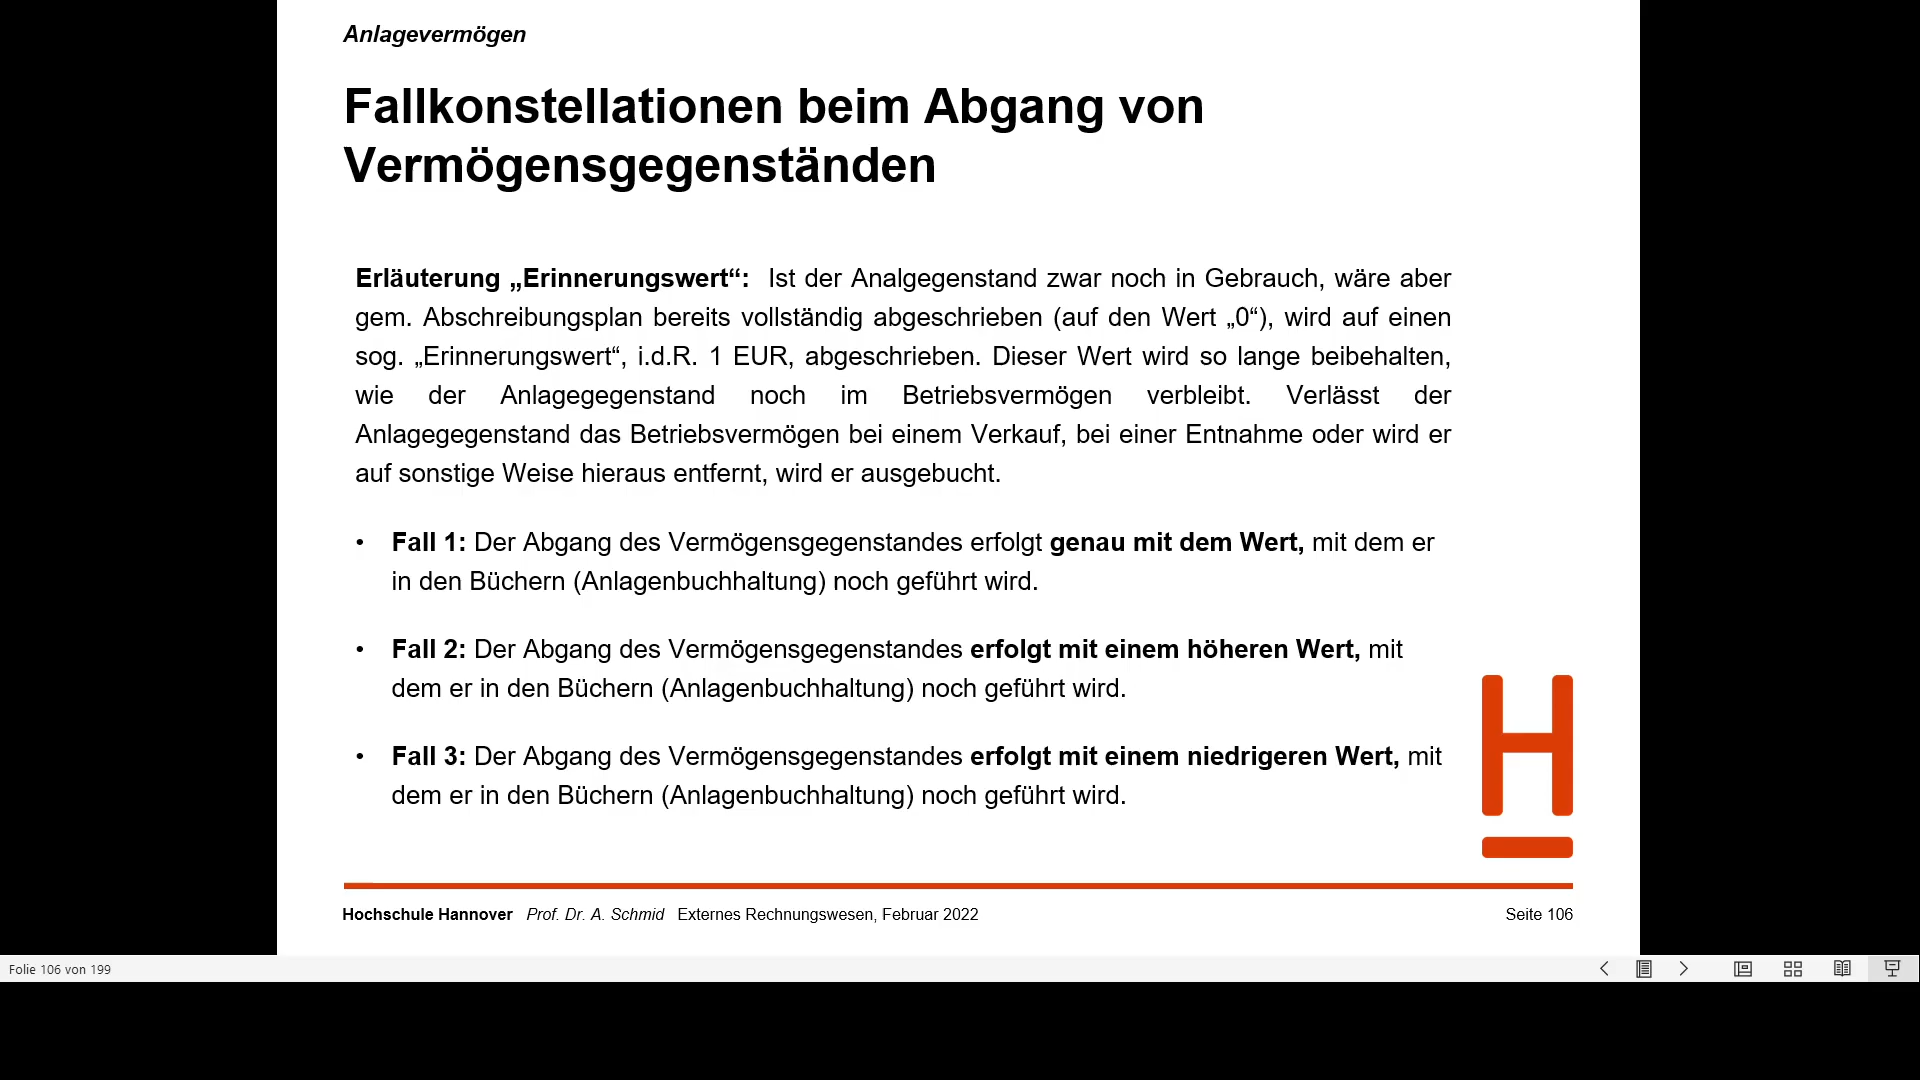 Anlagevermögen
Fallkonstellationen beim Abgang von
Vermögensgegenständen
Erläuterung „Erinnerungswert“: Ist der Analgegenstand zwar noch in Gebrauch, wäre aber
gem. Abschreibungsplan bereits vollständig abgeschrieben (auf den Wert „0“), wird auf einen
sog. „Erinnerungswert“, i.d.R. 1 EUR, abgeschrieben. Dieser Wert wird so lange beibehalten,
wie der Anlagegegenstand noch im Betriebsvermögen verbleibt. Verlässt der
Anlagegegenstand das Betriebsvermögen bei einem Verkauf, bei einer Entnahme oder wird er
auf sonstige Weise hieraus entfernt, wird er ausgebucht.
• Fall 1: Der Abgang des Vermögensgegenstandes erfolgt genau mit dem Wert, mit dem er
in den Büchern (Anlagenbuchhaltung) noch geführt wird.
• Fall 2: Der Abgang des Vermögensgegenstandes erfolgt mit einem höheren Wert, mit
dem er in den Büchern (Anlagenbuchhaltung) noch geführt wird.
• Fall 3: Der Abgang des Vermögensgegenstandes erfolgt mit einem niedrigeren Wert, mit
dem er in den Büchern (Anlagenbuchhaltung) noch geführt wird.
H
Hochschule Hannover Prof. Dr. A. Schmid Externes Rechnungswesen, Februar 2022 Seite 106
Folie 106 von 199